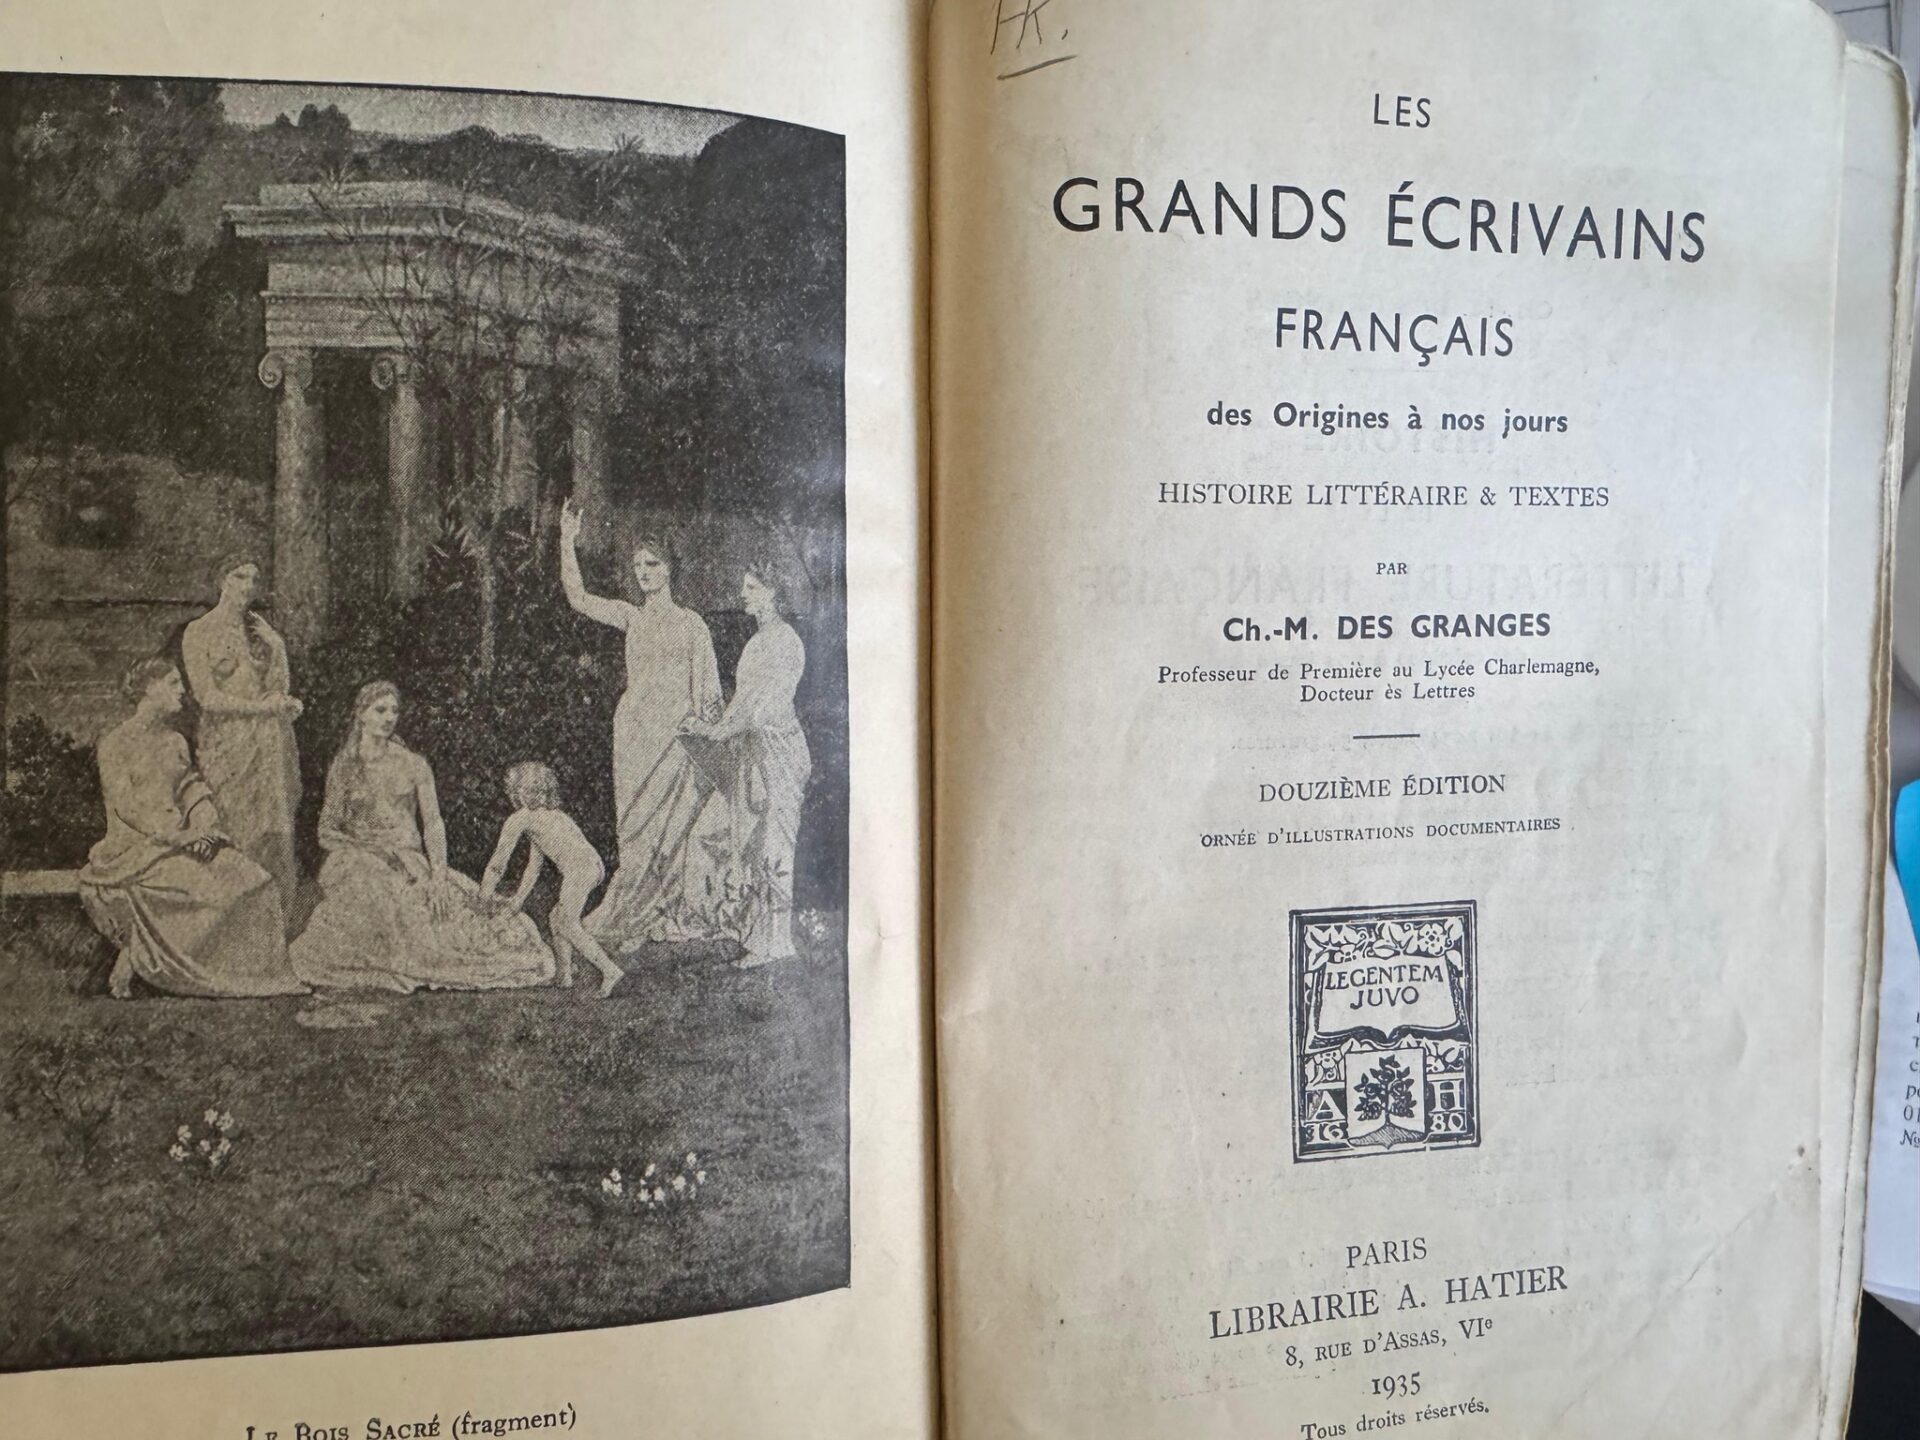 LE BOIS SACRÉ (fragment)
HK.
LES
GRANDS ÉCRIVAINS
FRANÇAIS
des Origines à nos jours
HISTOIRE LITTÉRAIRE & TEXTES
PAR
Ch.-M. DES GRANGES
Professeur de Première au Lycée Charlemagne,
Docteur ès Lettres
DOUZIÈME ÉDITION
ORNÉE D'ILLUSTRATIONS DOCUMENTAIRES
LEGENTEM
JUVO
A H
16 80
PARIS
LIBRAIRIE A. HATIER
8, RUE D'ASSAS, VIe
1935
Tous droits réservés.